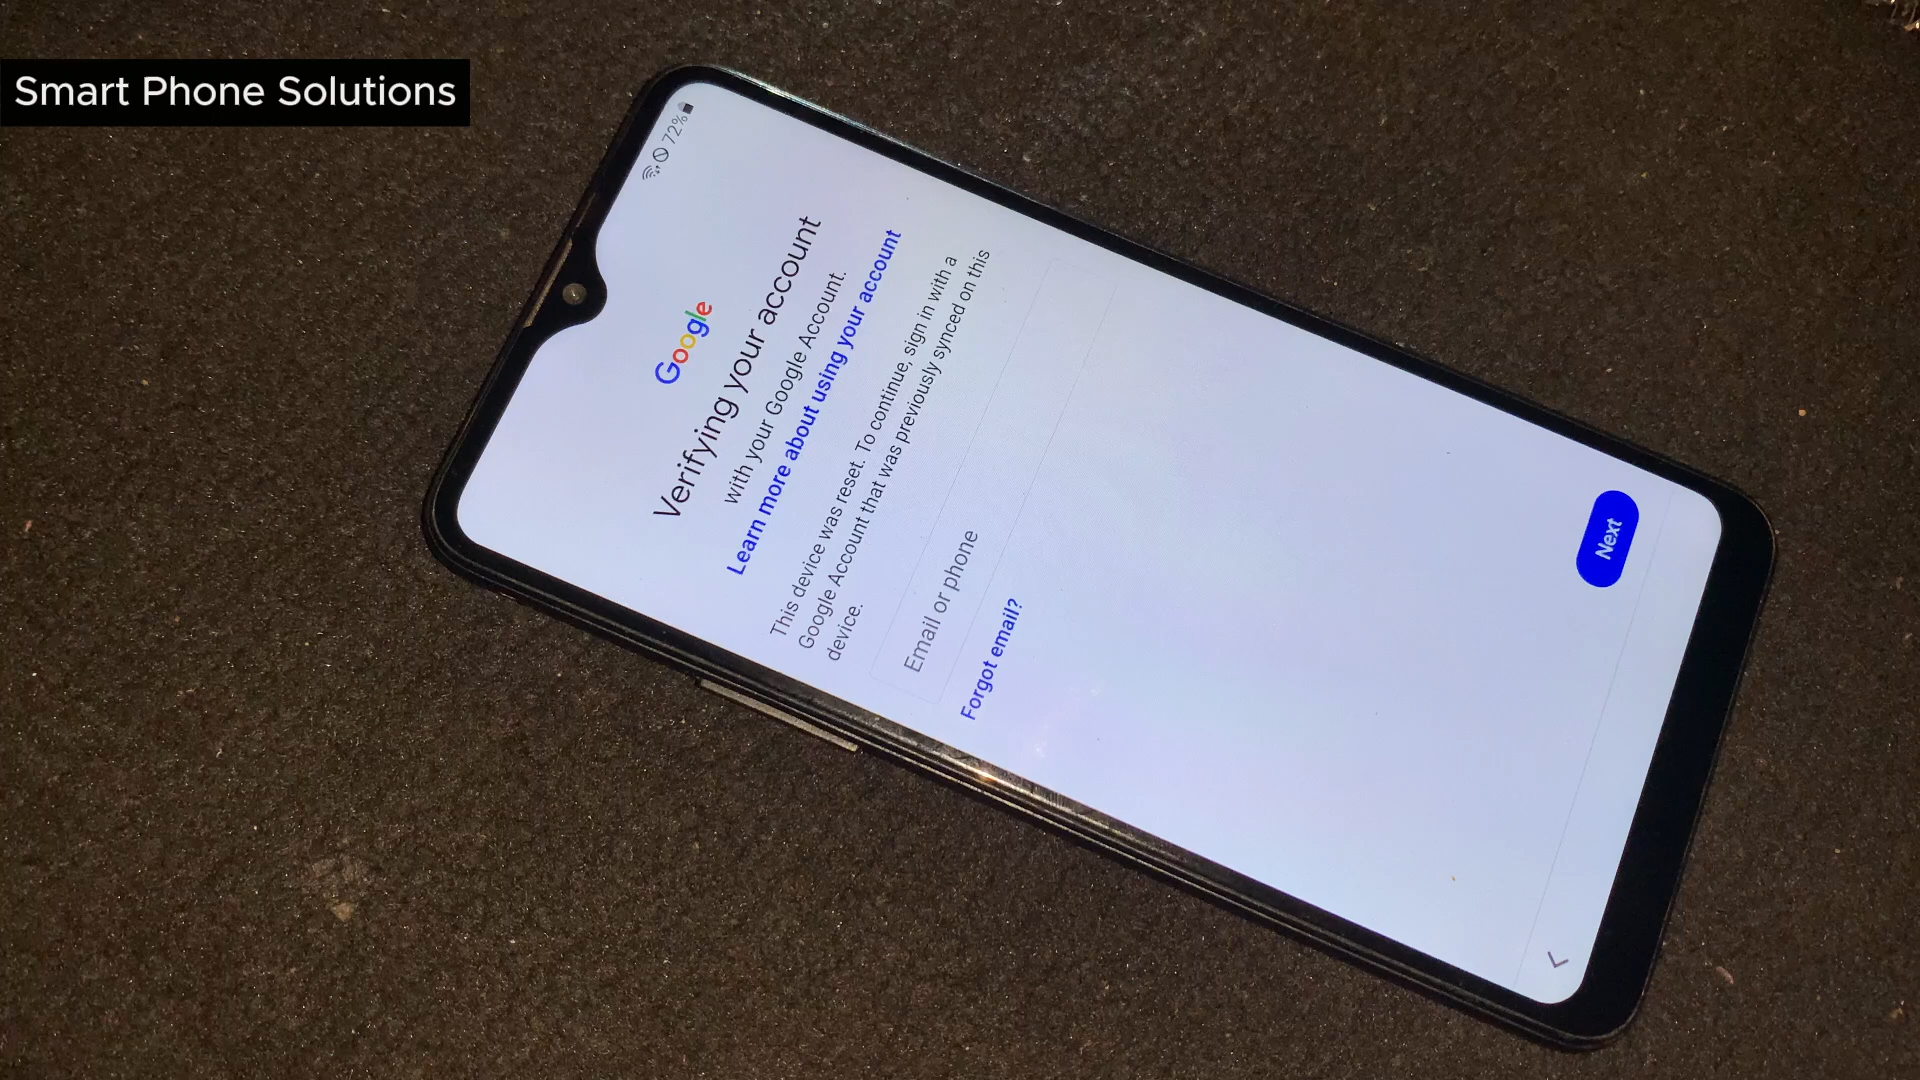 Smart Phone Solutions
72%
Google
Verifying your account
with your Google Account.
Learn more about using your account
This device was reset. To continue, sign in with a
Google Account that was previously synced on this
device.
Email or phone
Forgot email?
Next